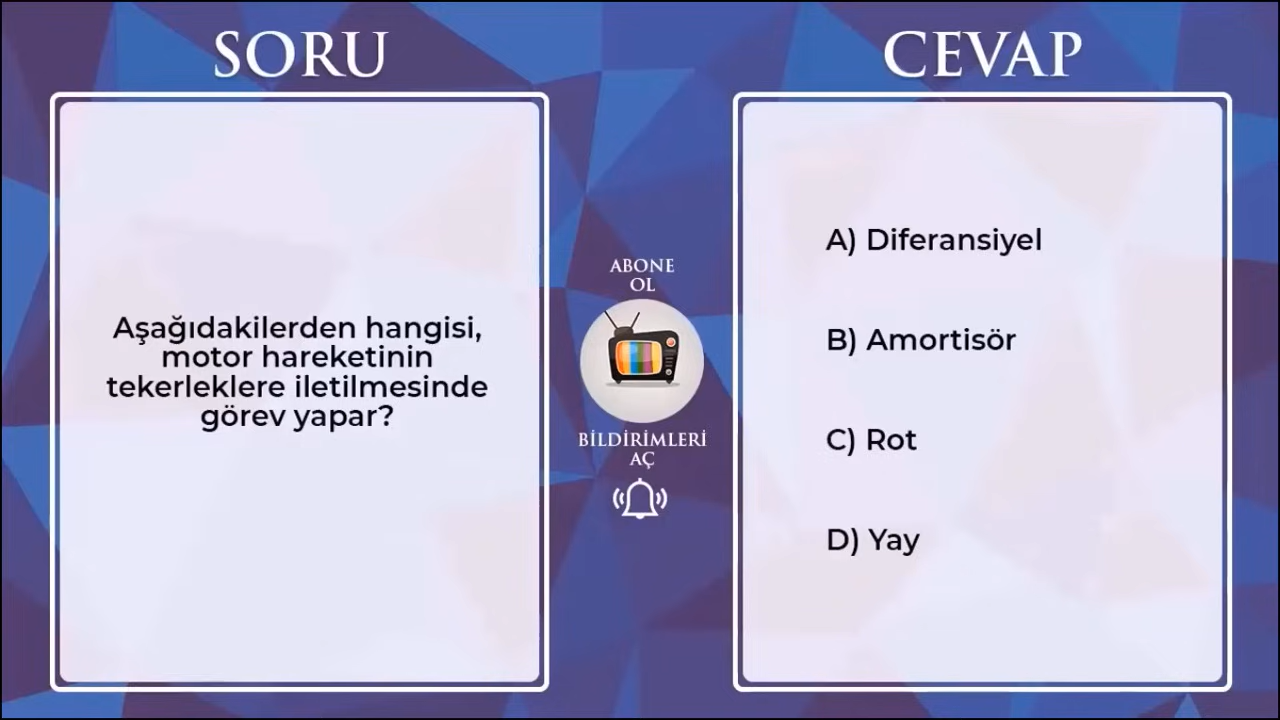 SORU
Aşağıdakilerden hangisi,
motor hareketinin
tekerleklere iletilmesinde
görev yapar?
ABONE
OL
BİLDİRİMLERİ
AÇ
CEVAP
A) Diferansiyel
B) Amortisör
C) Rot
D) Yay